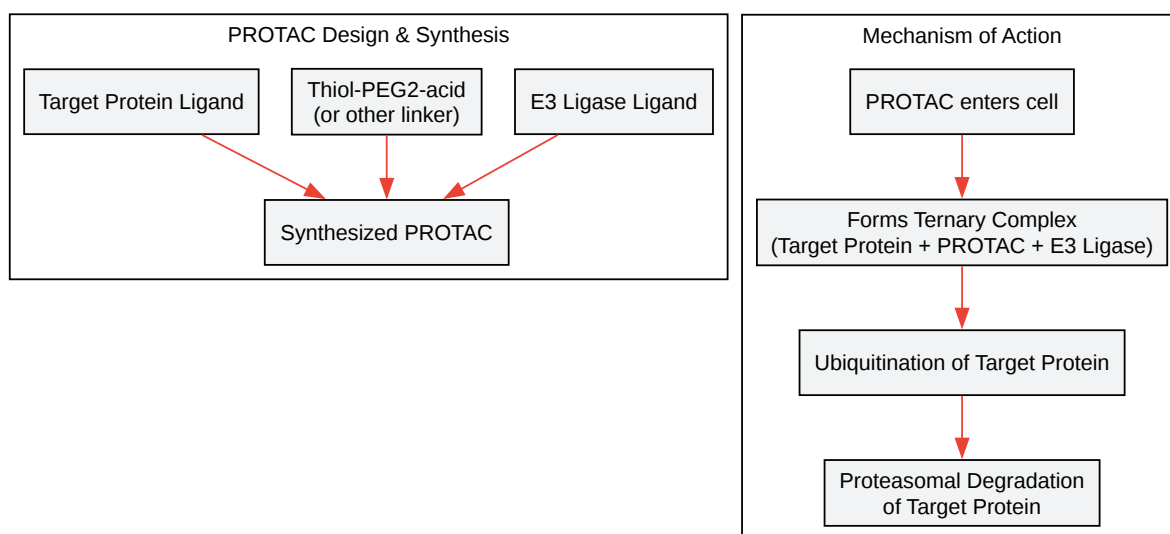 PROTAC Design & Synthesis
Target Protein Ligand
Thiol-PEG2-acid
(or other linker)
E3 Ligase Ligand
Synthesized PROTAC
Mechanism of Action
PROTAC enters cell
Forms Ternary Complex
(Target Protein + PROTAC + E3 Ligase)
Ubiquitination of Target Protein
Proteasomal Degradation
of Target Protein